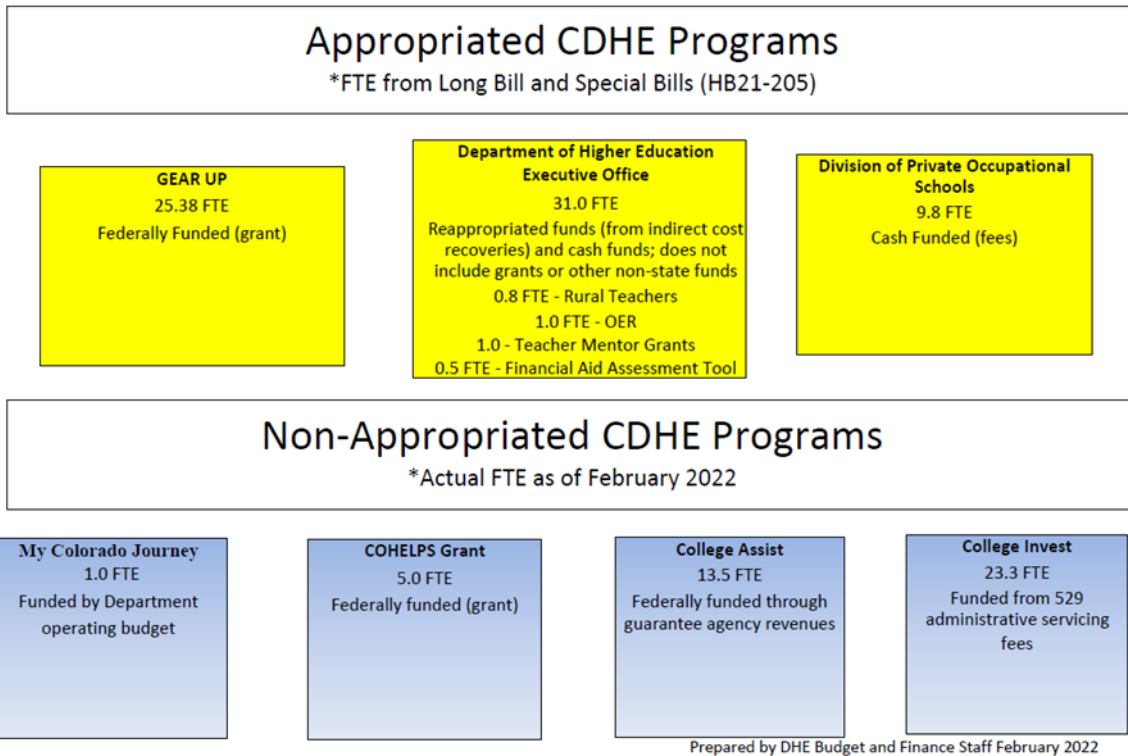 Appropriated CDHE Programs
*FTE from Long Bill and Special Bills (HB21-205)
GEAR UP
25.38 FTE
Federally Funded (grant)
Department of Higher Education
Executive Office
31.0 FTE
Reappropriated funds (from indirect cost
recoveries) and cash funds; does not
include grants or other non-state funds
0.8 FTE - Rural Teachers
1.0 FTE - OER
1.0 - Teacher Mentor Grants
0.5 FTE - Financial Aid Assessment Tool
Division of Private Occupational
Schools
9.8 FTE
Cash Funded (fees)
Non-Appropriated CDHE Programs
*Actual FTE as of February 2022
My Colorado Journey
1.0 FTE
Funded by Department
operating budget
COHELPS Grant
5.0 FTE
Federally funded (grant)
College Assist
13.5 FTE
Federally funded through
guarantee agency revenues
College Invest
23.3 FTE
Funded from 529
administrative servicing
fees
Prepared by DHE Budget and Finance Staff February 2022